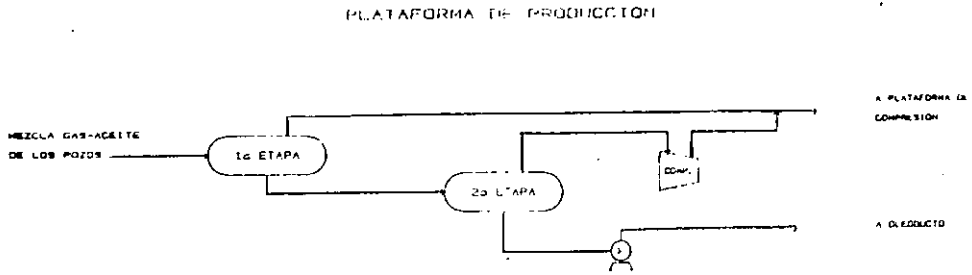 PLATAFORMA DE PRODUCCION
MEZCLA GAS-ACEITE
DE LOS POZOS
1a ETAPA
2a ETAPA
COMP.
A PLATAFORMA DE
COMPRESION
A OLEODUCTO